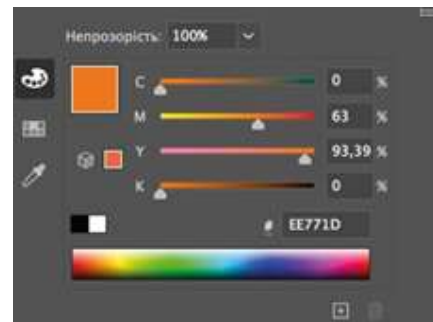 Непрозорість: 100%
C 0 %
M 63 %
Y 93,39 %
K 0 %
# EE771D